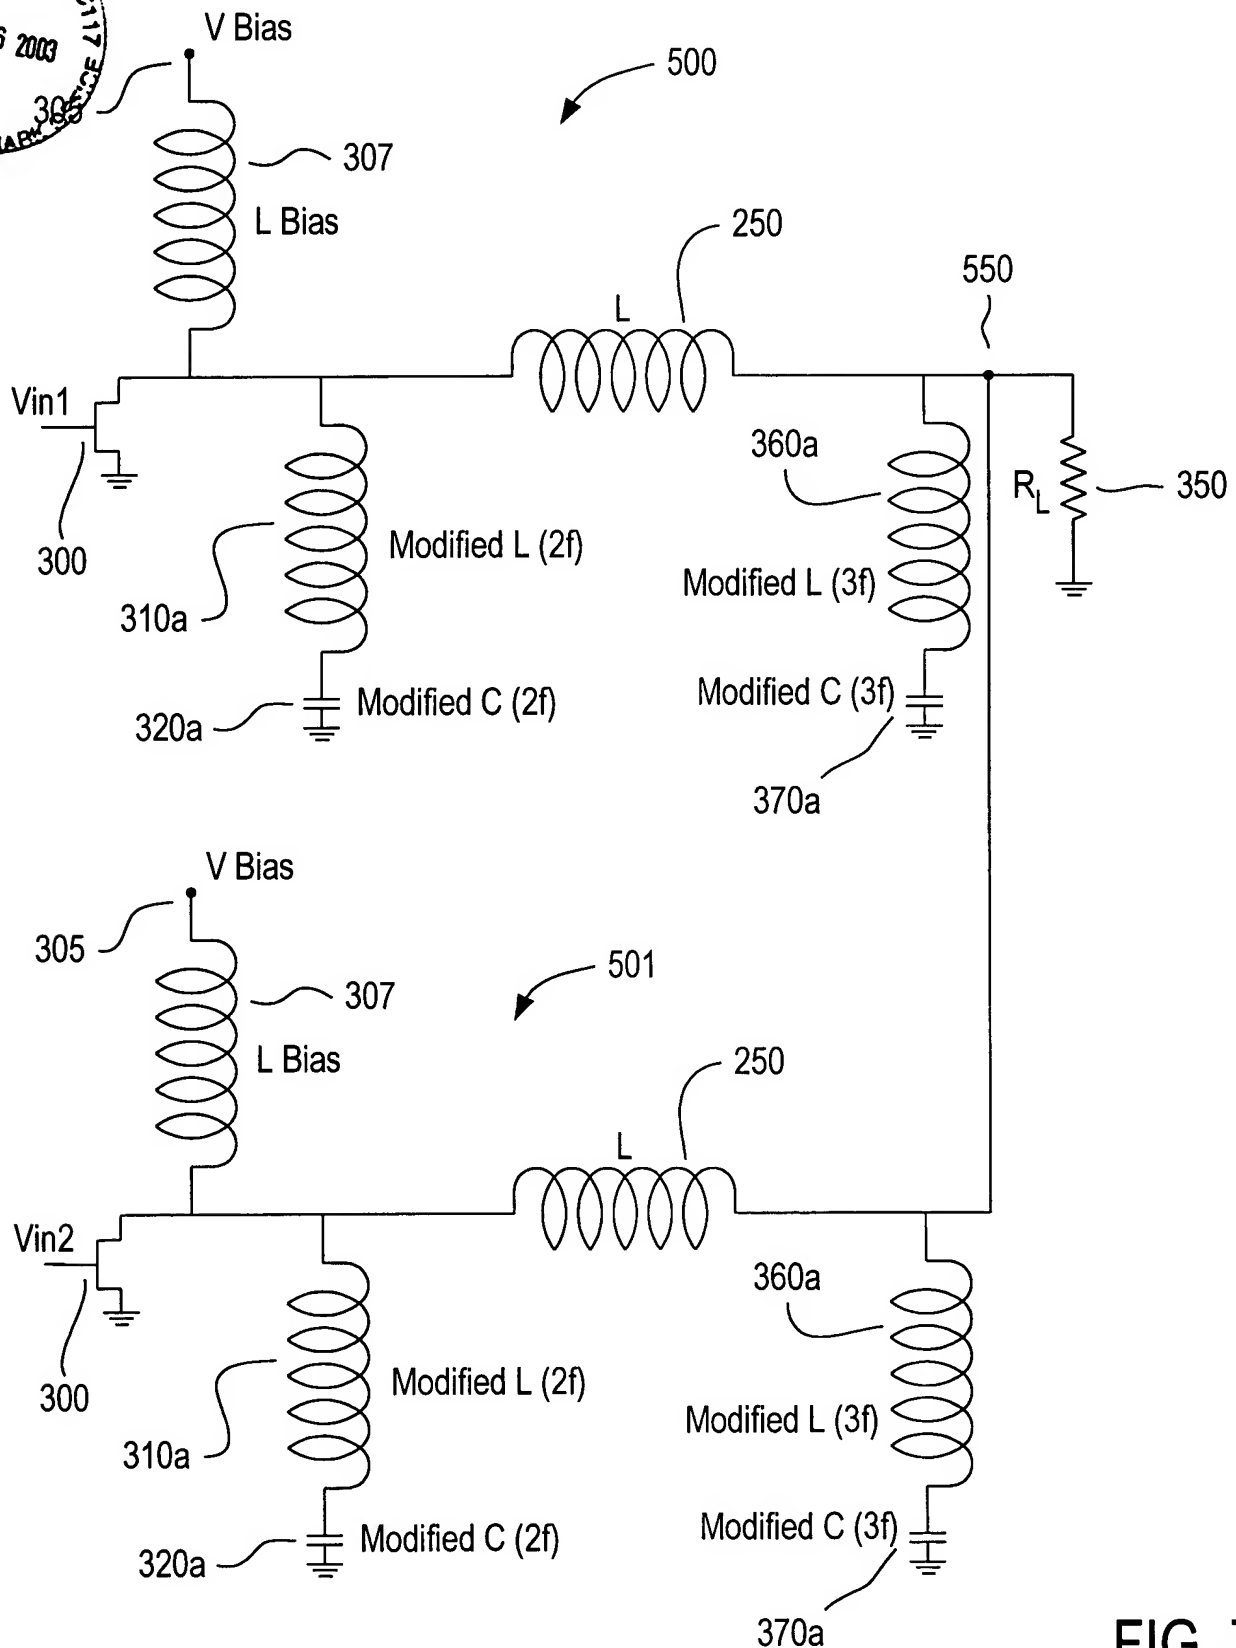 2003
V Bias
500
305
307
L Bias
250
550
L
Vin1
360a
RL
350
300
Modified L (2f)
310a
Modified L (3f)
Modified C (3f)
Modified C (2f)
320a
370a
V Bias
305
501
307
L Bias
250
L
Vin2
360a
300
Modified L (2f)
310a
Modified L (3f)
Modified C (3f)
Modified C (2f)
320a
370a
FIG.